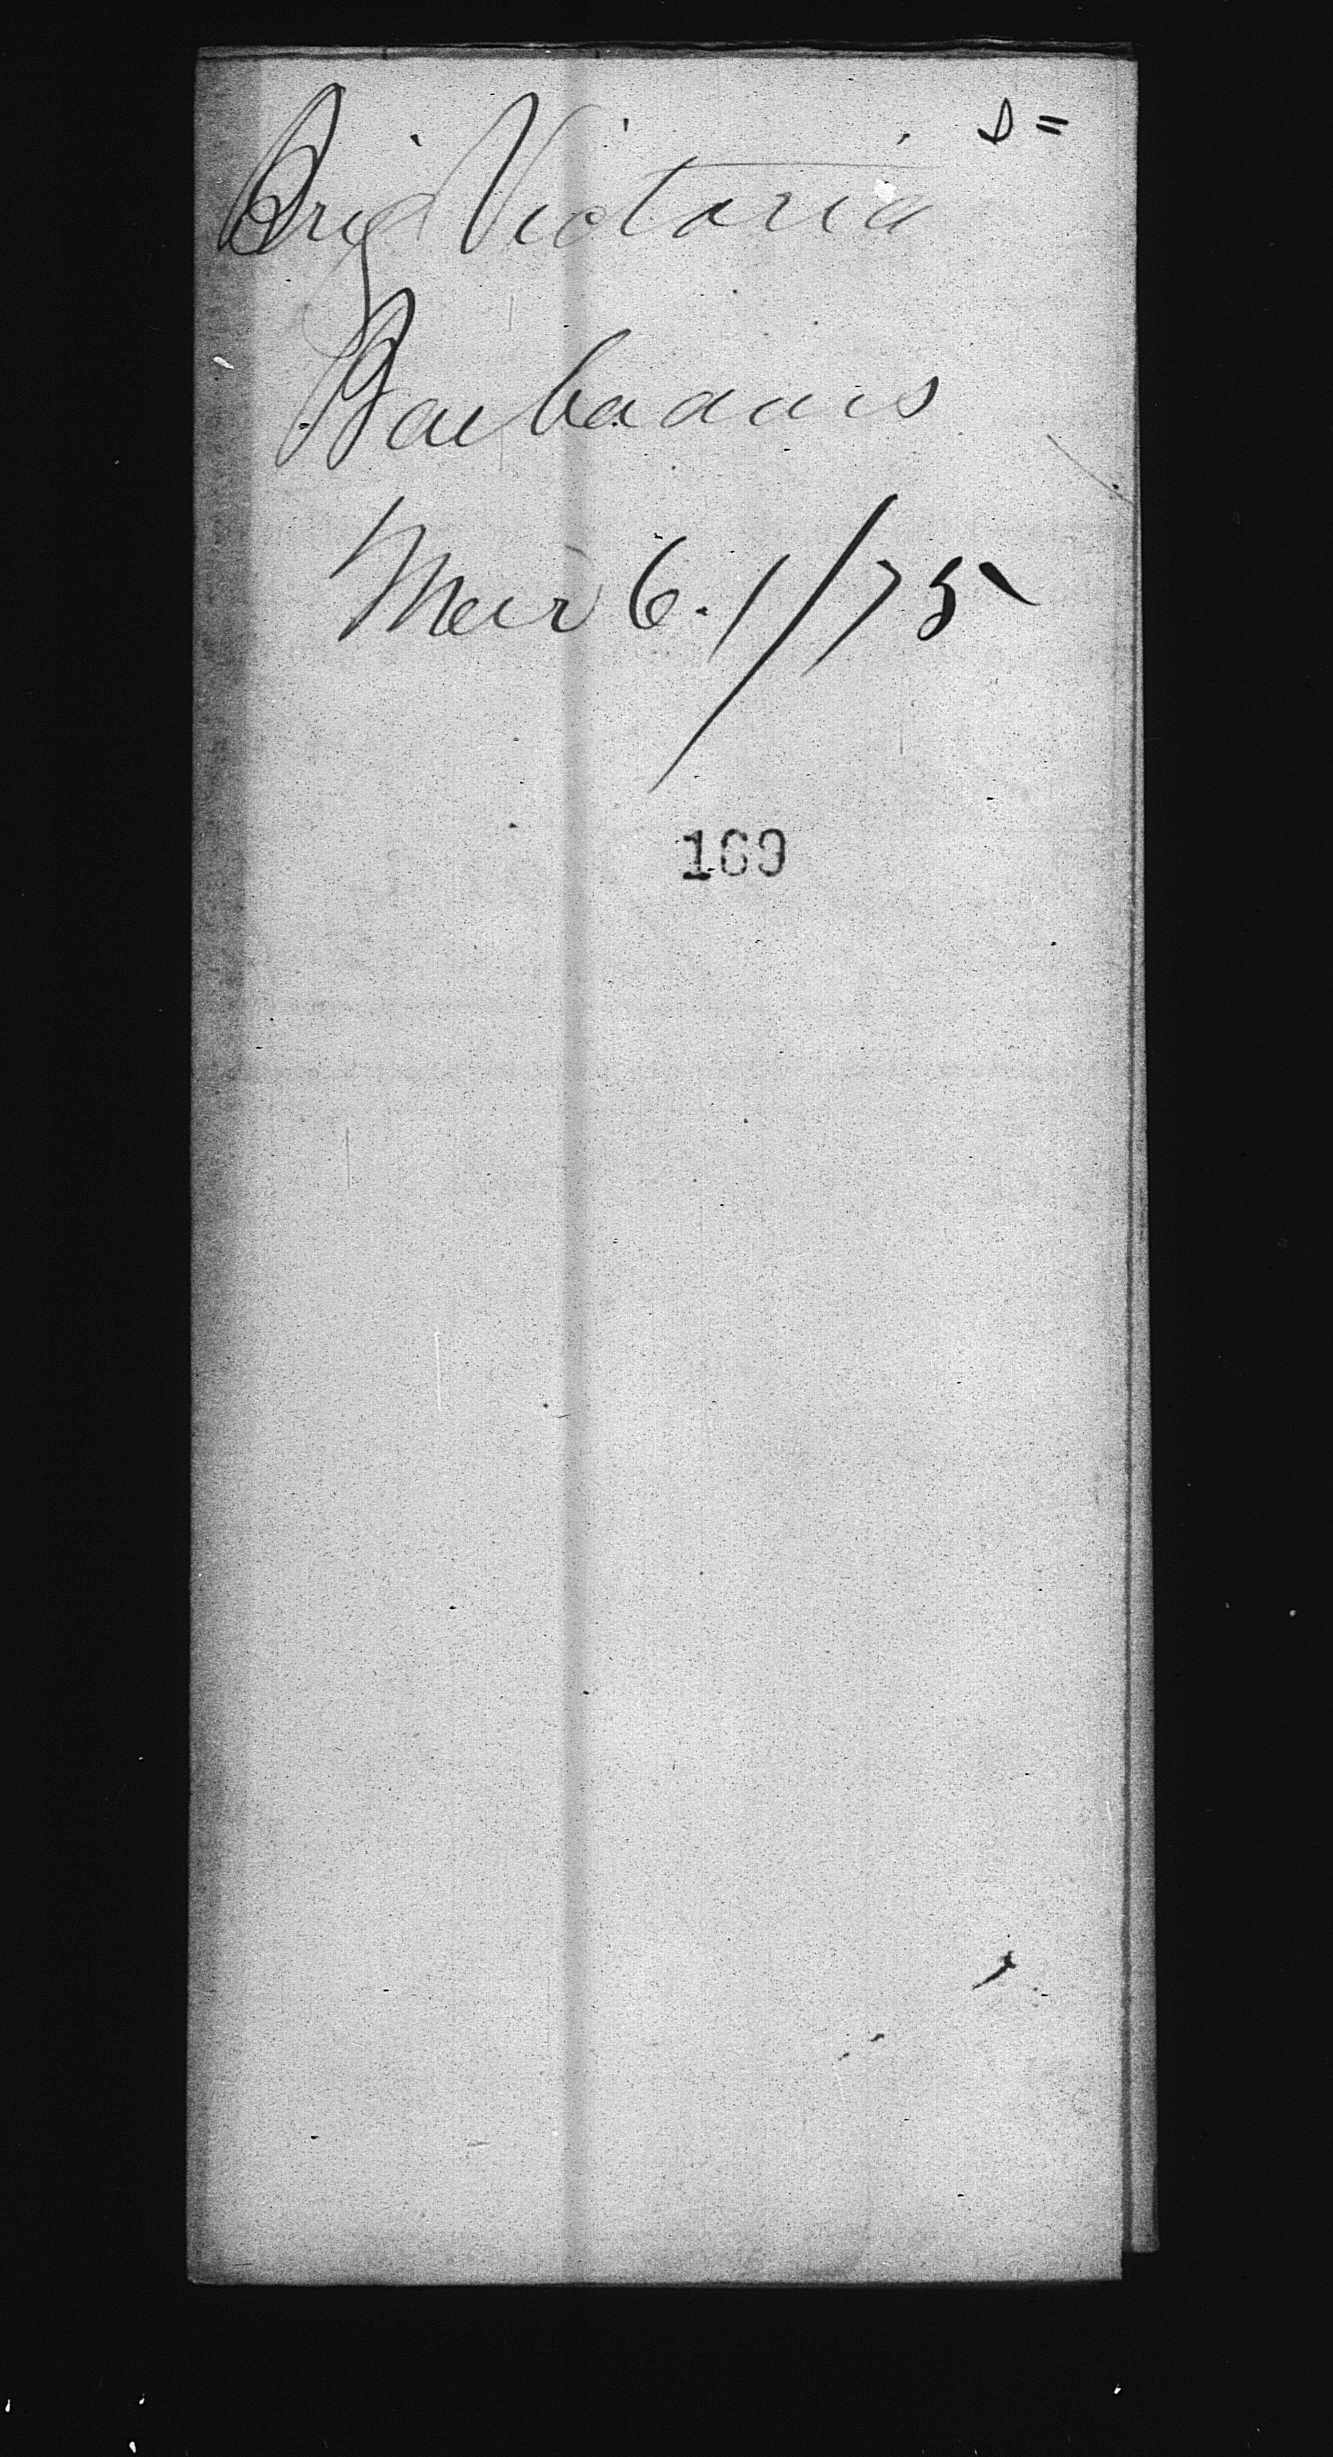 D =
Brig Victoria
Barbadoes
Mar 6. 1/75
169